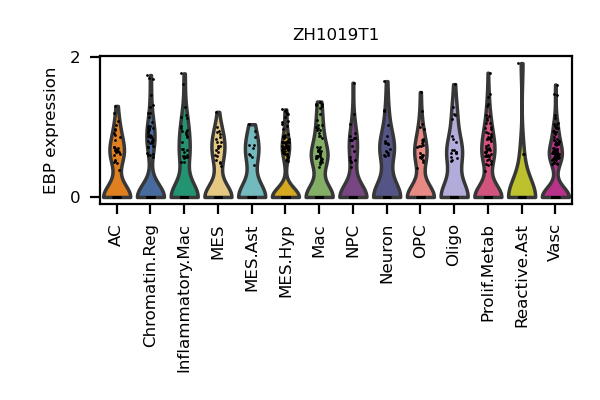 ZH1019T1
EBP expression
2
0
AC
Chromatin.Reg
Inflammatory.Mac
MES
MES.Ast
MES.Hyp
Mac
NPC
Neuron
OPC
Oligo
Prolif.Metab
Reactive.Ast
Vasc